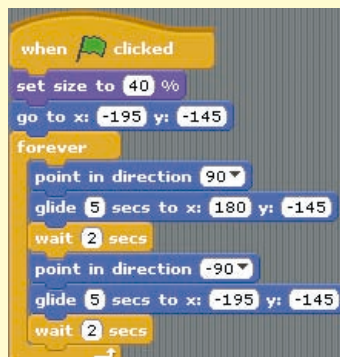 when clicked
set size to 40 %
go to x: -195 y: -145
forever
point in direction 90
glide 5 secs to x: 180 y: -145
wait 2 secs
point in direction -90
glide 5 secs to x: -195 y: -145
wait 2 secs